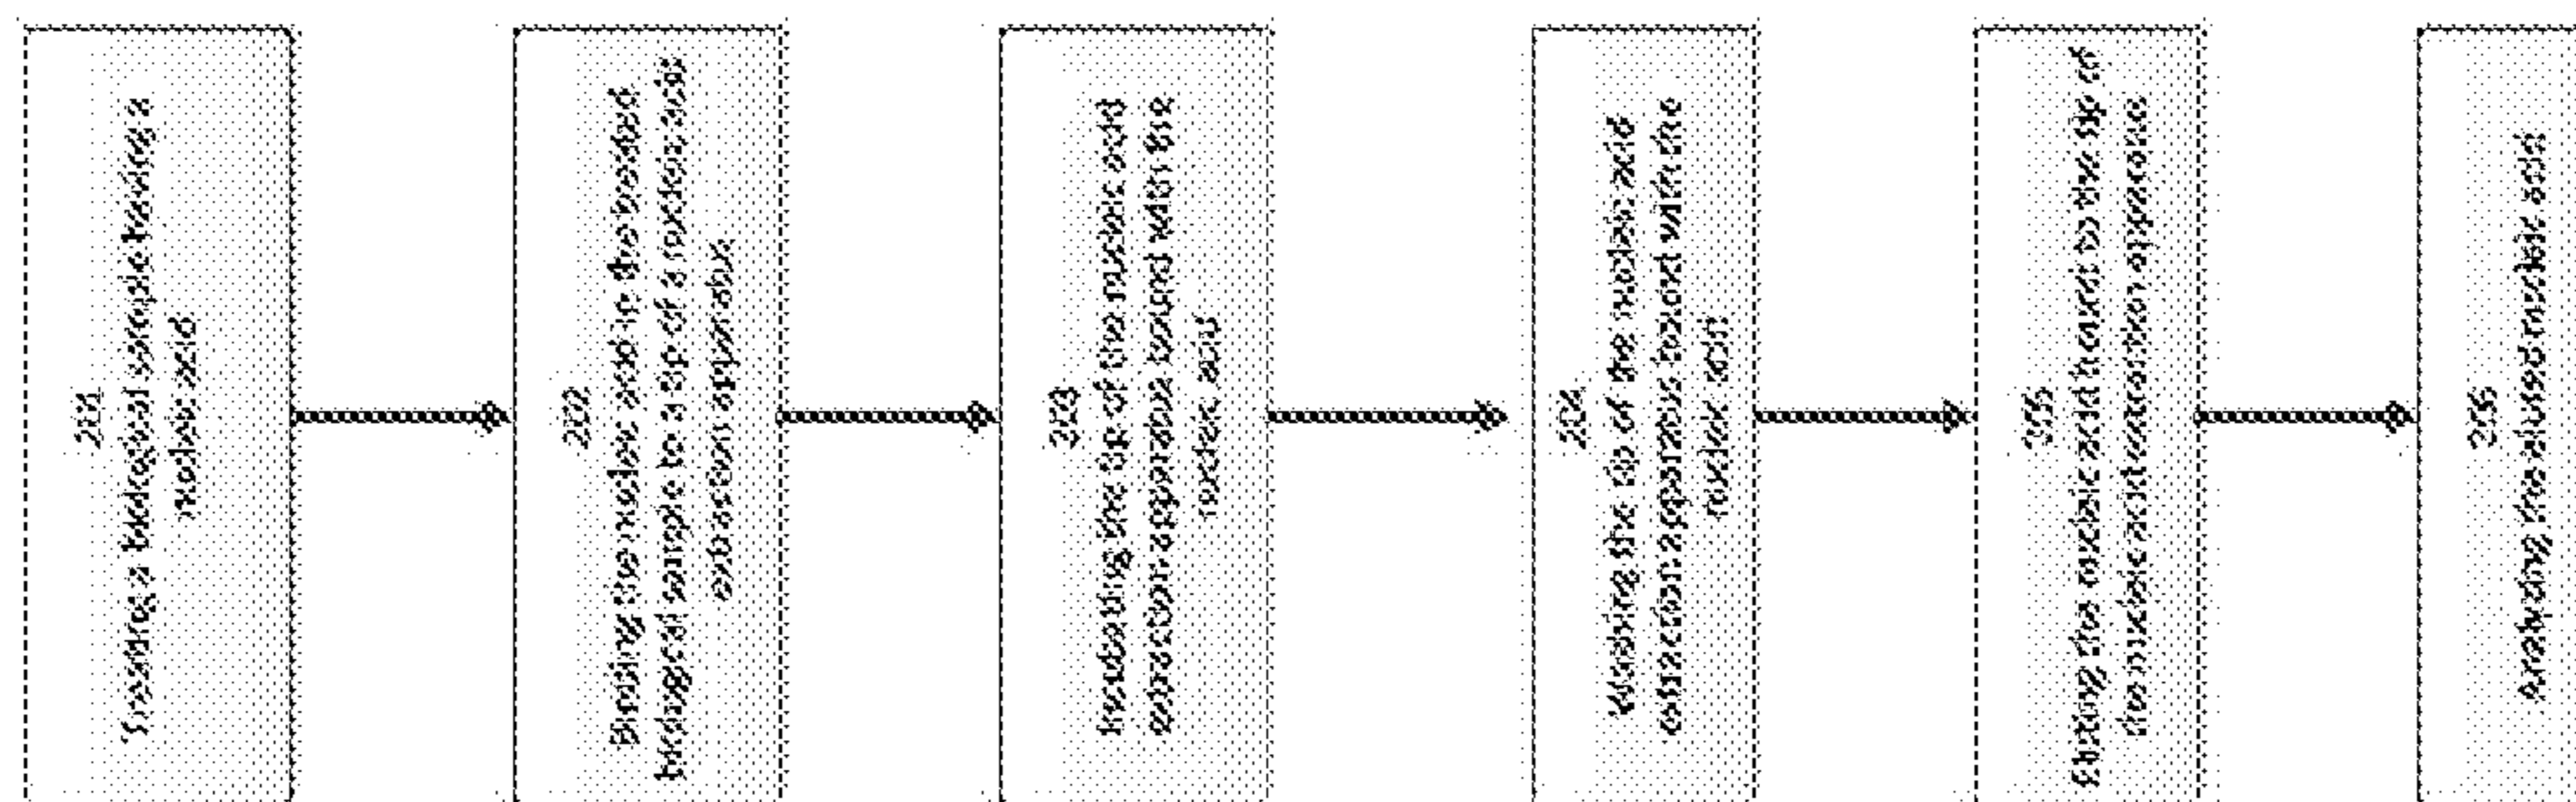 201
Treating a biological sample having a
nucleic acid
202
Binding the nucleic acid in the treated
biological sample to a tip of a nucleic acid
extraction apparatus
203
Incubating the tip of the nucleic acid
extraction apparatus bound with the
nucleic acid
204
Washing the tip of the nucleic acid
extraction apparatus bound with the
nucleic acid
205
Eluting the nucleic acid bound to the tip of
the nucleic acid extraction apparatus
206
Analyzing the eluted nucleic acid